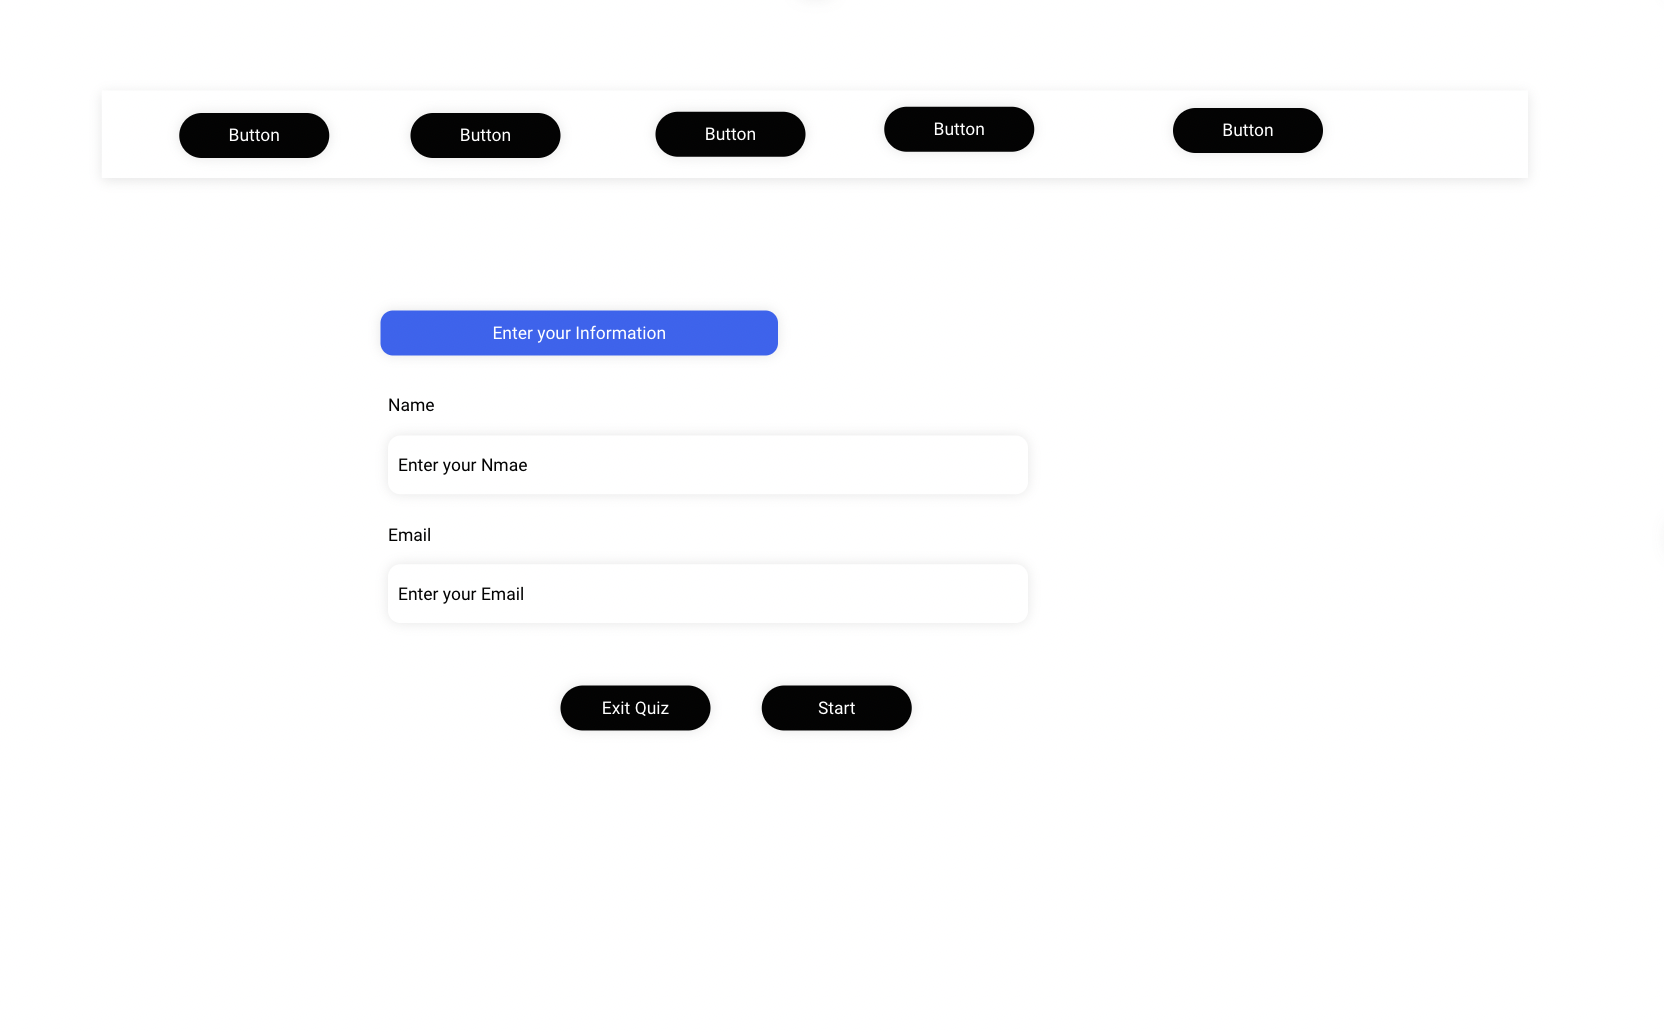 Button Button Button Button Button
Enter your Information
Name
Enter your Nmae
Email
Enter your Email
Exit Quiz Start